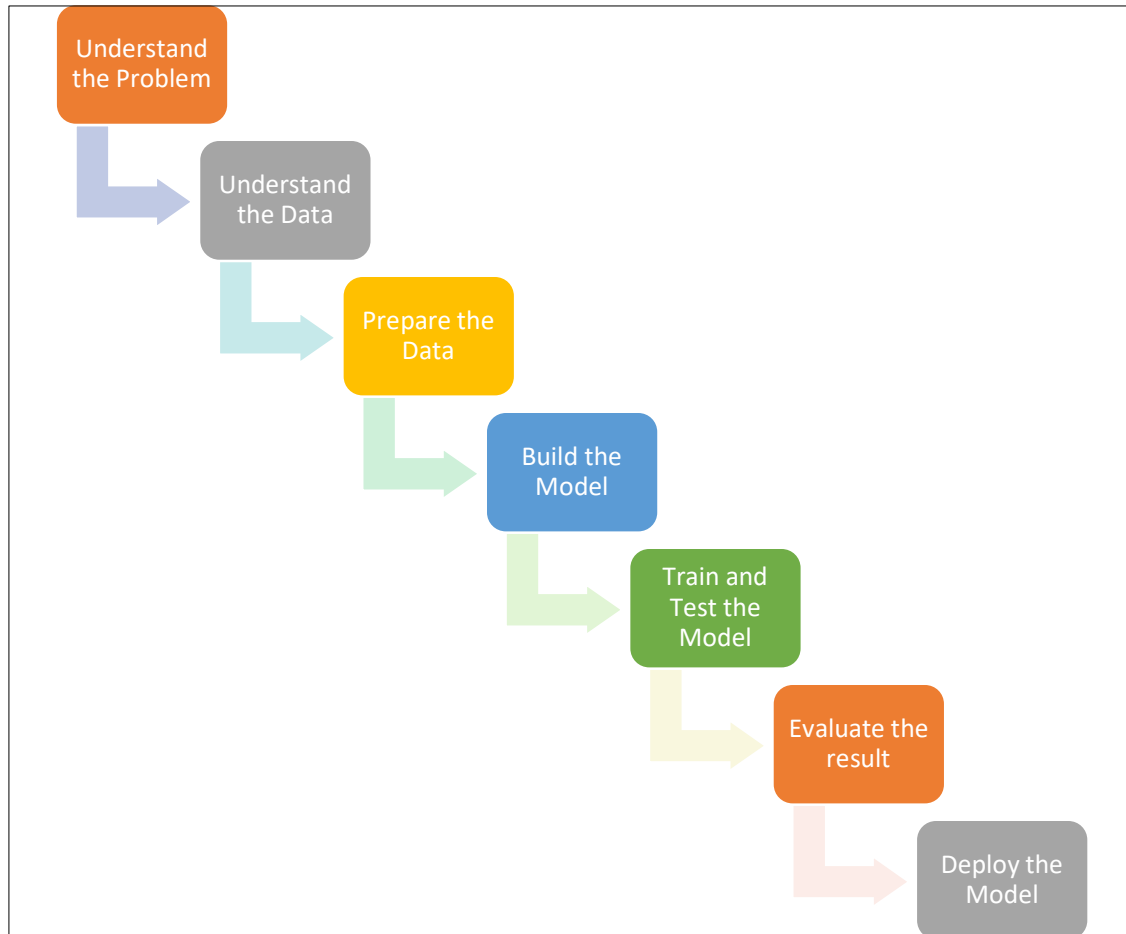 Understand
the Problem
Understand
the Data
Prepare the
Data
Build the
Model
Train and
Test the
Model
Evaluate the
result
Deploy the
Model